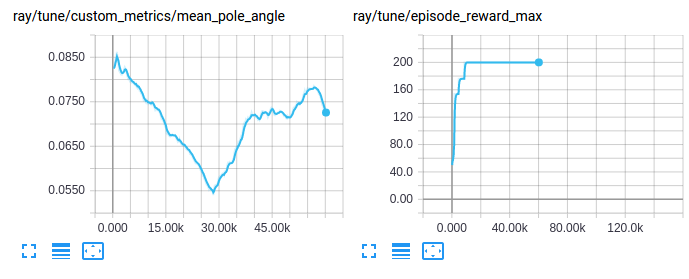 ray/tune/custom_metrics/mean_pole_angle
0.0850
0.0750
0.0650
0.0550
0.000 15.00k 30.00k 45.00k
ray/tune/episode_reward_max
200
160
120
80.0
40.0
0.00
0.000 40.00k 80.00k 120.0k